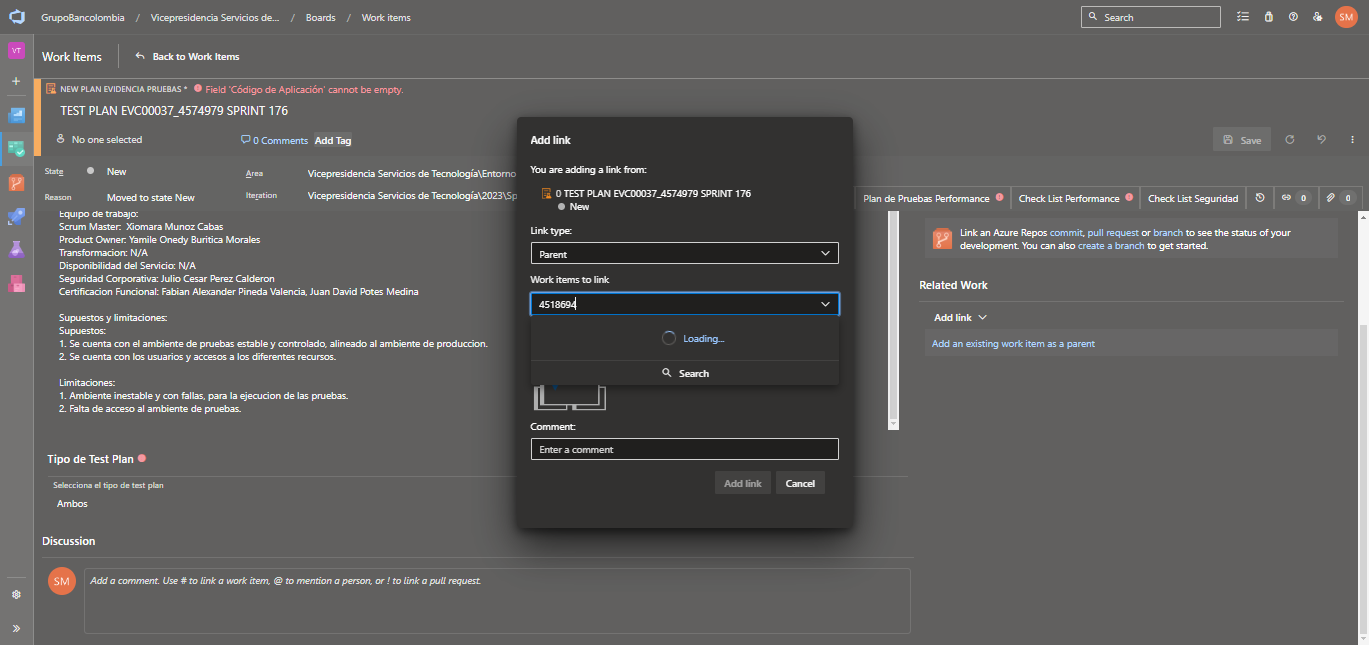 GrupoBancolombia / Vicepresidencia Servicios de... / Boards / Work items
Search
SM
VT
Work Items
Back to Work Items
NEW PLAN EVIDENCIA PRUEBAS * Field 'Código de Aplicación' cannot be empty.
TEST PLAN EVC00037_4574979 SPRINT 176
No one selected
0 Comments
Add Tag
Save
State
New
Area
Vicepresidencia Servicios de Tecnología\Entorno
Reason
Moved to state New
Iteration
Vicepresidencia Servicios de Tecnología\2023\Sp
Plan de Pruebas Performance
Check List Performance
Check List Seguridad
0
0
Equipo de trabajo:
Scrum Master: Xiomara Munoz Cabas
Product Owner: Yamile Onedy Buritica Morales
Transformacion: N/A
Disponibilidad del Servicio: N/A
Seguridad Corporativa: Julio Cesar Perez Calderon
Certificacion Funcional: Fabian Alexander Pineda Valencia, Juan David Potes Medina
Supuestos y limitaciones:
Supuestos:
1. Se cuenta con el ambiente de pruebas estable y controlado, alineado al ambiente de produccion.
2. Se cuenta con los usuarios y accesos a los diferentes recursos.
Limitaciones:
1. Ambiente inestable y con fallas, para la ejecucion de las pruebas.
2. Falta de acceso al ambiente de pruebas.
Tipo de Test Plan
Selecciona el tipo de test plan
Ambos
Discussion
SM
Add a comment. Use # to link a work item, @ to mention a person, or ! to link a pull request.
Add link
You are adding a link from:
0 TEST PLAN EVC00037_4574979 SPRINT 176
New
Link type:
Parent
Work items to link
4518694
Loading...
Search
Comment:
Enter a comment
Add link
Cancel
Link an Azure Repos commit, pull request or branch to see the status of your
development. You can also create a branch to get started.
Related Work
Add link
Add an existing work item as a parent